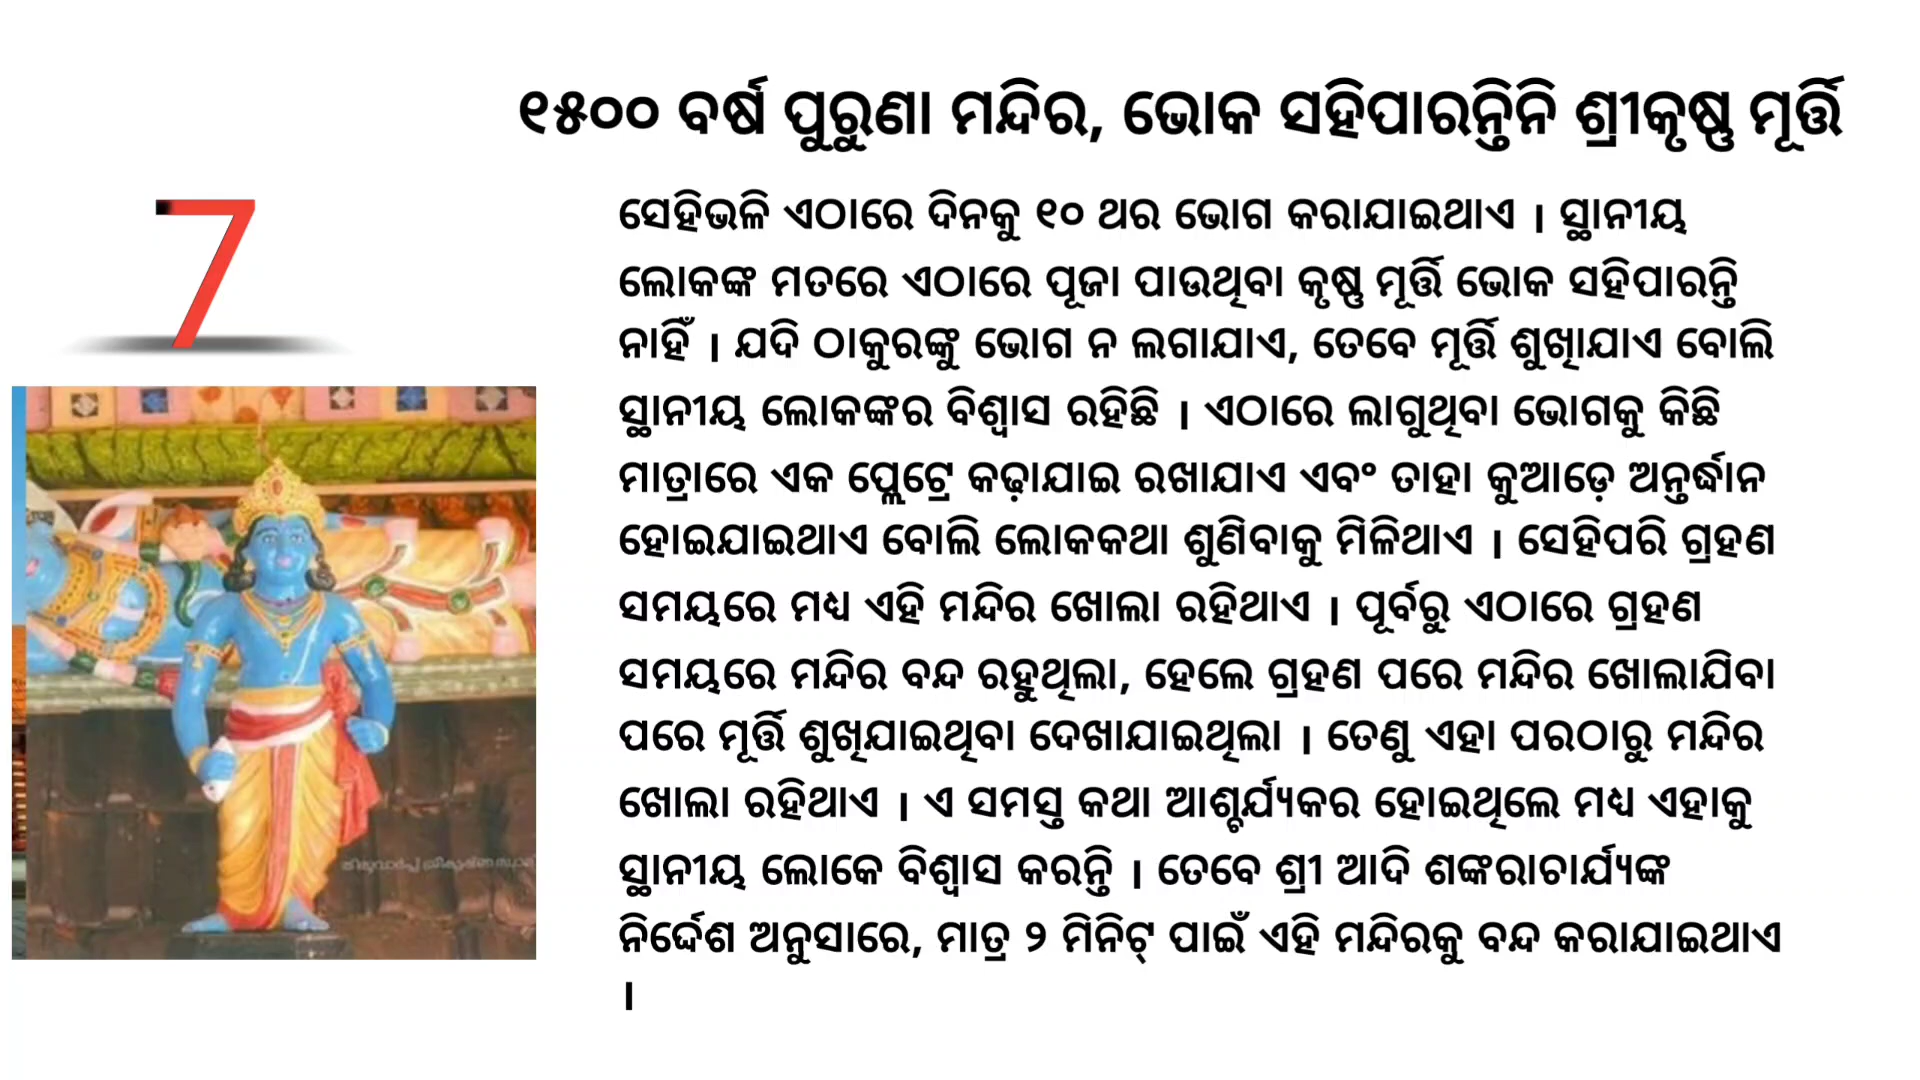 ୧୫୦୦ ବର୍ଷ ପୁରୁଣା ମନ୍ଦିର, ଭୋକ ସହିପାରନ୍ତିନି ଶ୍ରୀକୃଷ୍ଣ ମୂର୍ତ୍ତି
7
ସେହିଭଳି ଏଠାରେ ଦିନକୁ ୧୦ ଥର ଭୋଗ କରାଯାଇଥାଏ । ସ୍ଥାନୀୟ
ଲୋକଙ୍କ ମତରେ ଏଠାରେ ପୂଜା ପାଉଥିବା କୃଷ୍ଣ ମୂର୍ତ୍ତି ଭୋକ ସହିପାରନ୍ତି
ନାହିଁ । ଯଦି ଠାକୁରଙ୍କୁ ଭୋଗ ନ ଲଗାଯାଏ, ତେବେ ମୂର୍ତ୍ତି ଶୁଖିାଯାଏ ବୋଲି
ସ୍ଥାନୀୟ ଲୋକଙ୍କର ବିଶ୍ୱାସ ରହିଛି । ଏଠାରେ ଲାଗୁଥିବା ଭୋଗକୁ କିଛି
ମାତ୍ରାରେ ଏକ ପ୍ଲେଟ୍ରେ କଢ଼ାଯାଇ ରଖାଯାଏ ଏବଂ ତାହା କୁଆଡ଼େ ଅନ୍ତର୍ଦ୍ଧାନ
ହୋଇଯାଇଥାଏ ବୋଲି ଲୋକକଥା ଶୁଣିବାକୁ ମିଳିଥାଏ । ସେହିପରି ଗ୍ରହଣ
ସମୟରେ ମଧ୍ୟ ଏହି ମନ୍ଦିର ଖୋଲା ରହିଥାଏ । ପୂର୍ବରୁ ଏଠାରେ ଗ୍ରହଣ
ସମୟରେ ମନ୍ଦିର ବନ୍ଦ ରହୁଥିଲା, ହେଲେ ଗ୍ରହଣ ପରେ ମନ୍ଦିର ଖୋଲାଯିବା
ପରେ ମୂର୍ତ୍ତି ଶୁଖିଯାଇଥିବା ଦେଖାଯାଇଥିଲା । ତେଣୁ ଏହା ପରଠାରୁ ମନ୍ଦିର
ଖୋଲା ରହିଥାଏ । ଏ ସମସ୍ତ କଥା ଆଶ୍ଚର୍ଯ୍ୟକର ହୋଇଥିଲେ ମଧ୍ୟ ଏହାକୁ
ସ୍ଥାନୀୟ ଲୋକେ ବିଶ୍ୱାସ କରନ୍ତି । ତେବେ ଶ୍ରୀ ଆଦି ଶଙ୍କରାଚାର୍ଯ୍ୟଙ୍କ
ନିର୍ଦ୍ଦେଶ ଅନୁସାରେ, ମାତ୍ର ୨ ମିନିଟ୍ ପାଇଁ ଏହି ମନ୍ଦିରକୁ ବନ୍ଦ କରାଯାଇଥାଏ
।
തിരുവാർപ്പ് ശ്രീകൃഷ്ണ സ്വാമി